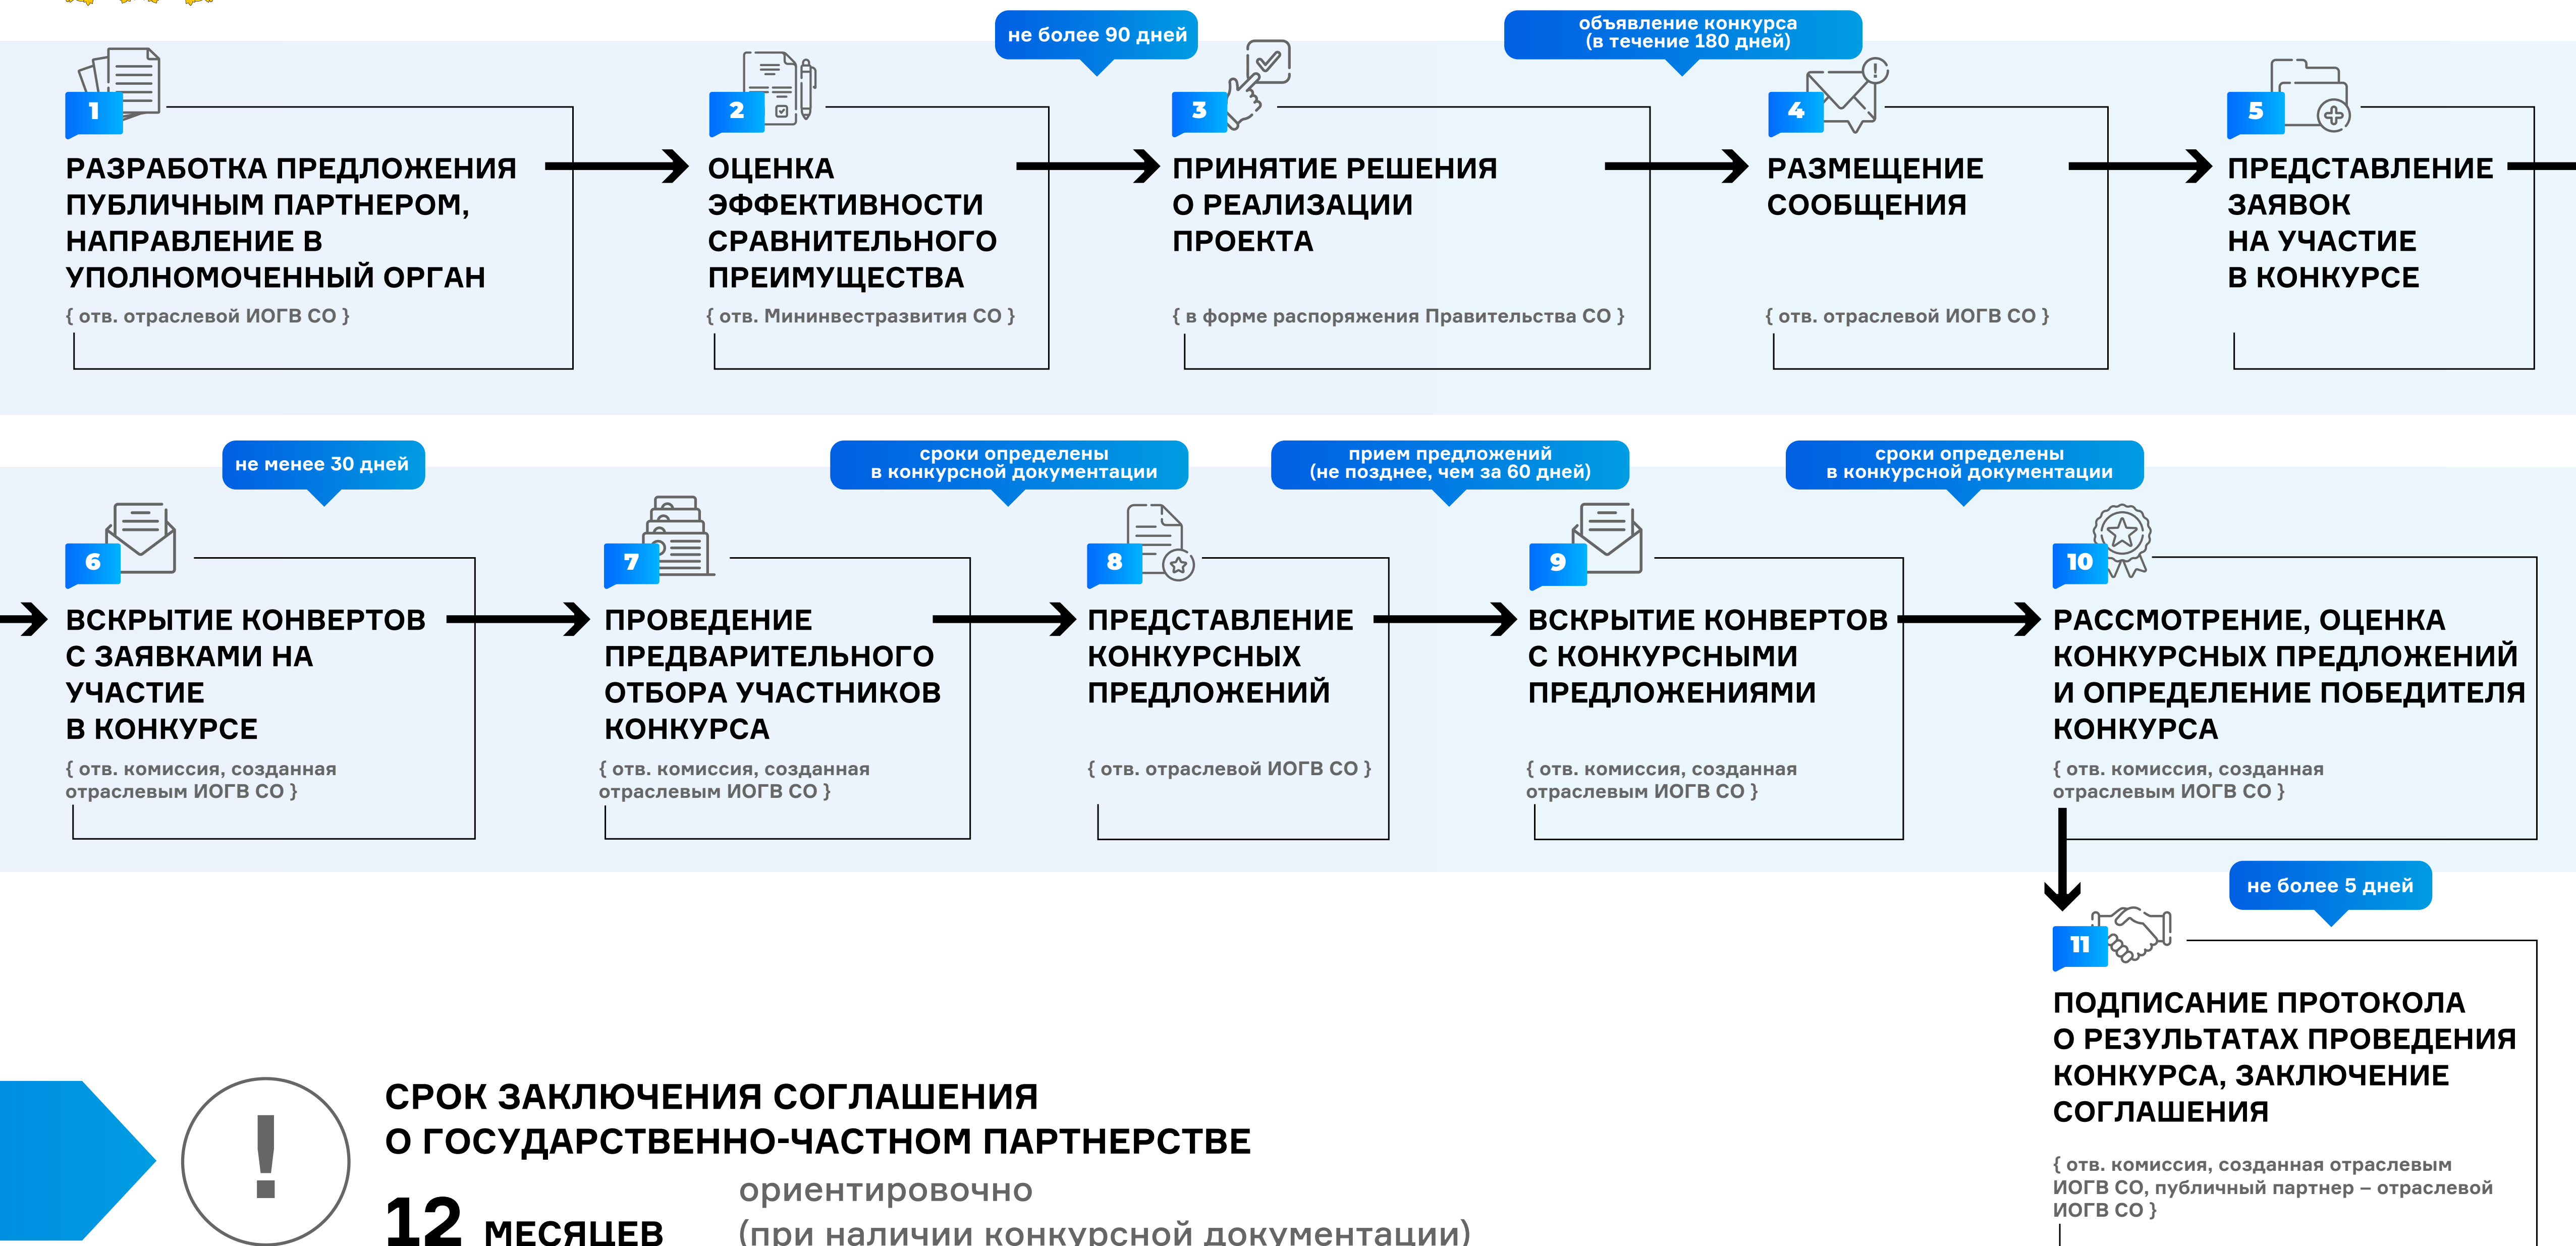 не более 90 дней
объявление конкурса
(в течение 180 дней)
1
РАЗРАБОТКА ПРЕДЛОЖЕНИЯ
ПУБЛИЧНЫМ ПАРТНЕРОМ,
НАПРАВЛЕНИЕ В
УПОЛНОМОЧЕННЫЙ ОРГАН
{ отв. отраслевой ИОГВ СО }
2
ОЦЕНКА
ЭФФЕКТИВНОСТИ
СРАВНИТЕЛЬНОГО
ПРЕИМУЩЕСТВА
{ отв. Мининвестразвития СО }
3
ПРИНЯТИЕ РЕШЕНИЯ
О РЕАЛИЗАЦИИ
ПРОЕКТА
{ в форме распоряжения Правительства СО }
4
РАЗМЕЩЕНИЕ
СООБЩЕНИЯ
{ отв. отраслевой ИОГВ СО }
5
ПРЕДСТАВЛЕНИЕ
ЗАЯВОК
НА УЧАСТИЕ
В КОНКУРСЕ
не менее 30 дней
сроки определены
в конкурсной документации
прием предложений
(не позднее, чем за 60 дней)
сроки определены
в конкурсной документации
6
ВСКРЫТИЕ КОНВЕРТОВ
С ЗАЯВКАМИ НА
УЧАСТИЕ
В КОНКУРСЕ
{ отв. комиссия, созданная
отраслевым ИОГВ СО }
7
ПРОВЕДЕНИЕ
ПРЕДВАРИТЕЛЬНОГО
ОТБОРА УЧАСТНИКОВ
КОНКУРСА
{ отв. комиссия, созданная
отраслевым ИОГВ СО }
8
ПРЕДСТАВЛЕНИЕ
КОНКУРСНЫХ
ПРЕДЛОЖЕНИЙ
{ отв. отраслевой ИОГВ СО }
9
ВСКРЫТИЕ КОНВЕРТОВ
С КОНКУРСНЫМИ
ПРЕДЛОЖЕНИЯМИ
{ отв. комиссия, созданная
отраслевым ИОГВ СО }
10
РАССМОТРЕНИЕ, ОЦЕНКА
КОНКУРСНЫХ ПРЕДЛОЖЕНИЙ
И ОПРЕДЕЛЕНИЕ ПОБЕДИТЕЛЯ
КОНКУРСА
{ отв. комиссия, созданная
отраслевым ИОГВ СО }
не более 5 дней
11
ПОДПИСАНИЕ ПРОТОКОЛА
О РЕЗУЛЬТАТАХ ПРОВЕДЕНИЯ
КОНКУРСА, ЗАКЛЮЧЕНИЕ
СОГЛАШЕНИЯ
{ отв. комиссия, созданная отраслевым
ИОГВ СО, публичный партнер – отраслевой
ИОГВ СО }
!
СРОК ЗАКЛЮЧЕНИЯ СОГЛАШЕНИЯ
О ГОСУДАРСТВЕННО-ЧАСТНОМ ПАРТНЕРСТВЕ
12 МЕСЯЦЕВ
ориентировочно
(при наличии конкурсной документации)